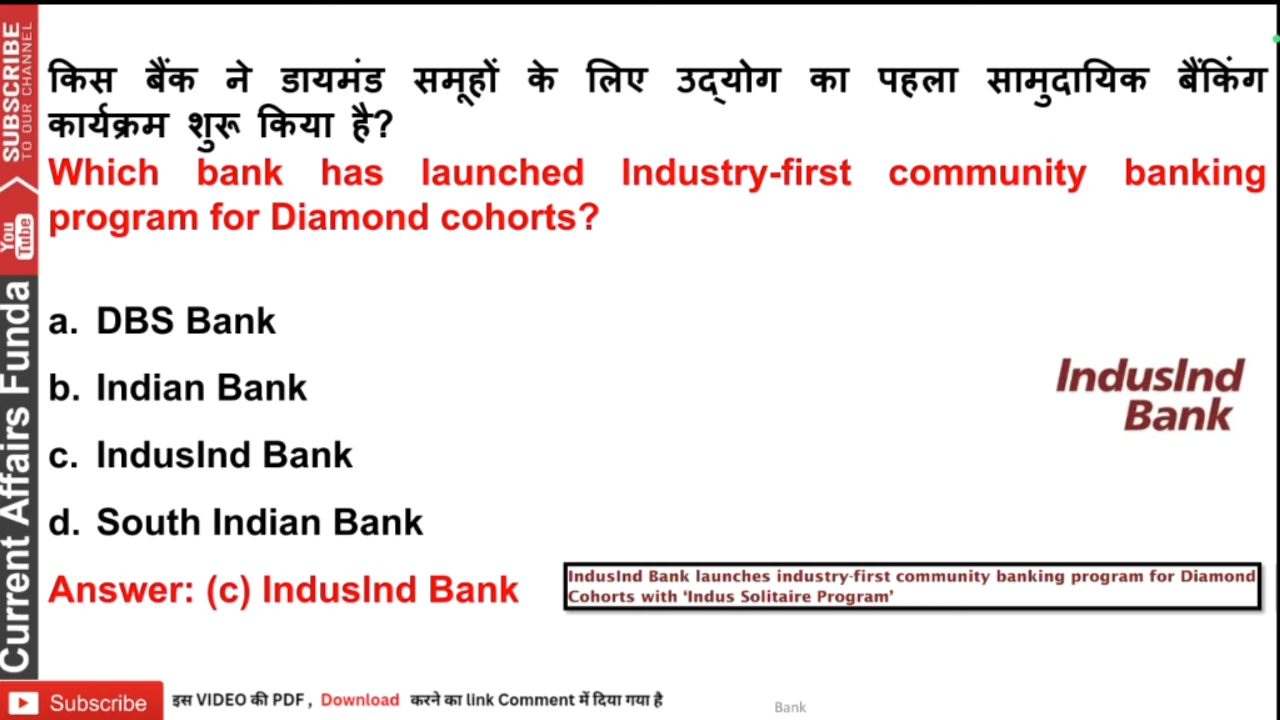 SUBSCRIBE
TO OUR CHANNEL
You Tube
Current Affairs Funda
किस बैंक ने डायमंड समूहों के लिए उद्योग का पहला सामुदायिक बैंकिंग
कार्यक्रम शुरू किया है?
Which bank has launched Industry-first community banking
program for Diamond cohorts?
a. DBS Bank
b. Indian Bank
c. IndusInd Bank
d. South Indian Bank
IndusInd
Bank
Answer: (c) IndusInd Bank
IndusInd Bank launches industry-first community banking program for Diamond
Cohorts with ‘Indus Solitaire Program’
Subscribe
इस VIDEO की PDF, Download करने का link Comment में दिया गया है
Bank